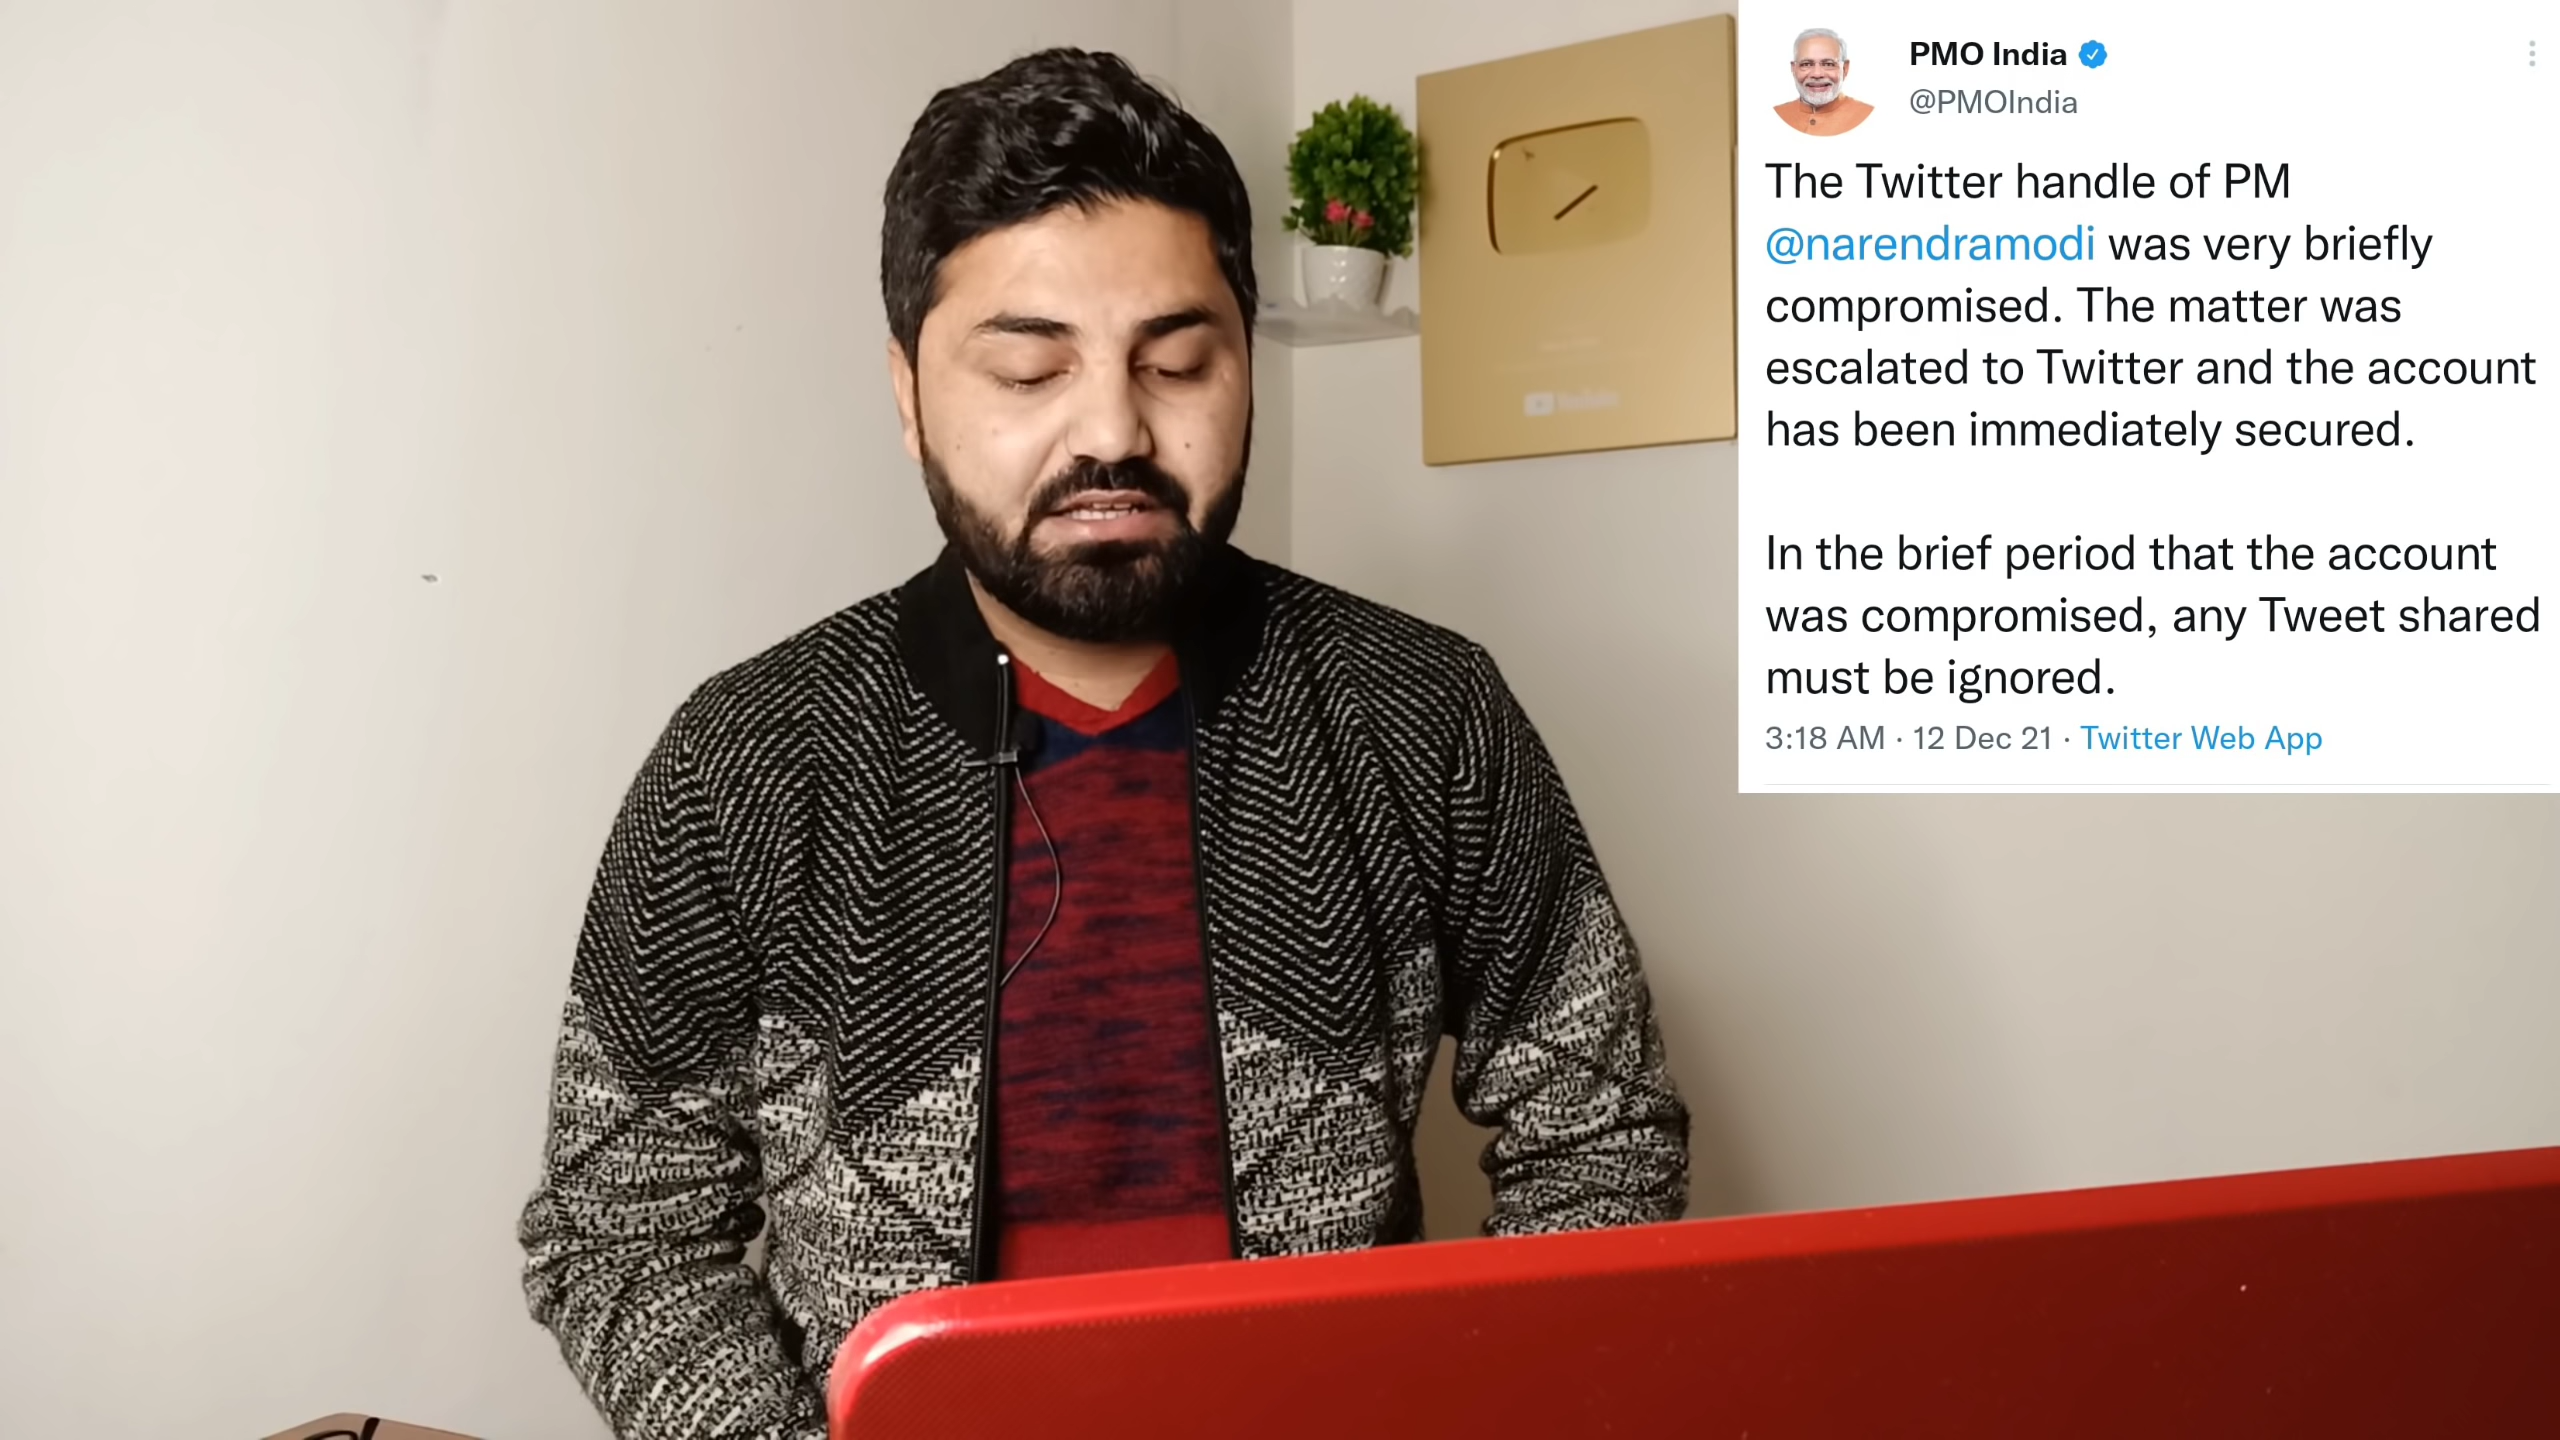 PMO India
@PMOIndia
The Twitter handle of PM
@narendramodi was very briefly
compromised. The matter was
escalated to Twitter and the account
has been immediately secured.
In the brief period that the account
was compromised, any Tweet shared
must be ignored.
3:18 AM · 12 Dec 21 · Twitter Web App
YouTube